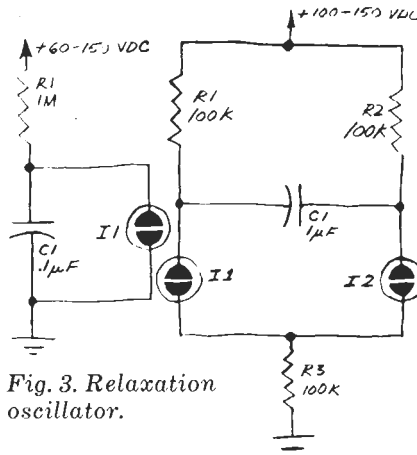 +60-150 VDC
R1
1M
C1
.1µF
I1
+100-150 VDC
R1
100K
R2
100K
C1
1µF
I1
I2
R3
100K
Fig. 3. Relaxation
oscillator.